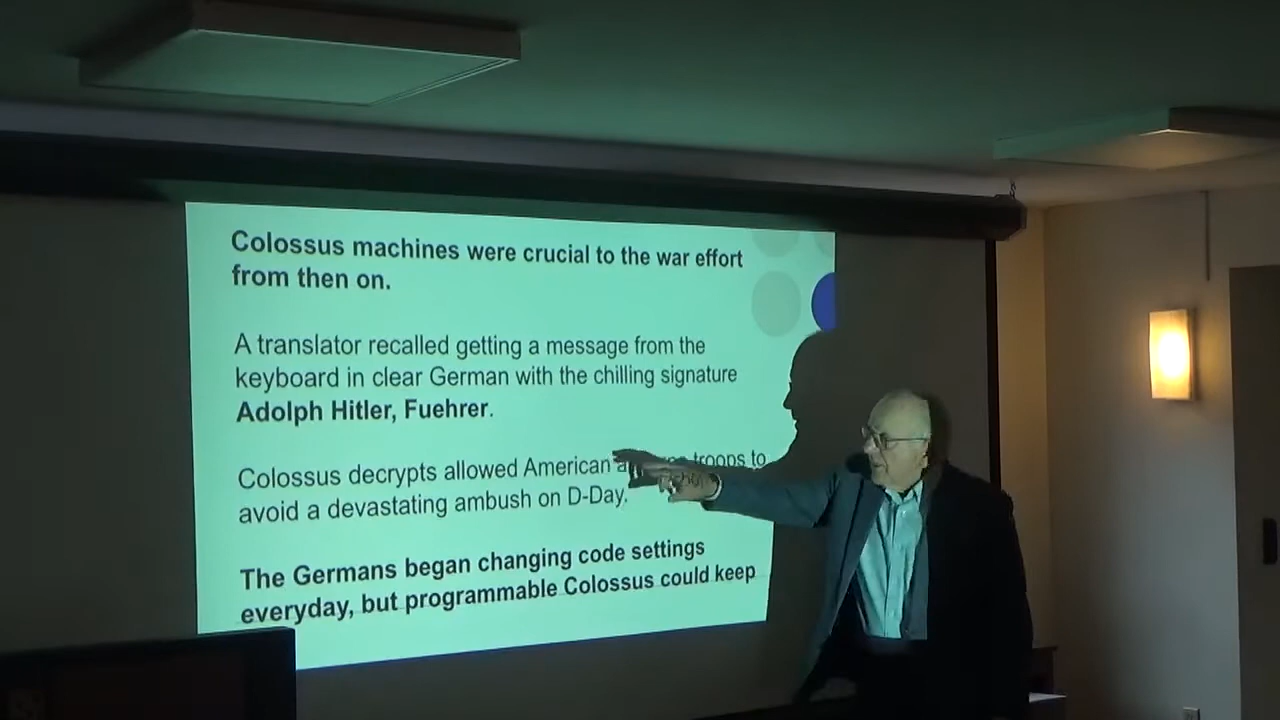 Colossus machines were crucial to the war effort
from then on.
A translator recalled getting a message from the
keyboard in clear German with the chilling signature
Adolph Hitler, Fuehrer.
Colossus decrypts allowed American troops to
avoid a devastating ambush on D-Day.
The Germans began changing code settings
everyday, but programmable Colossus could keep